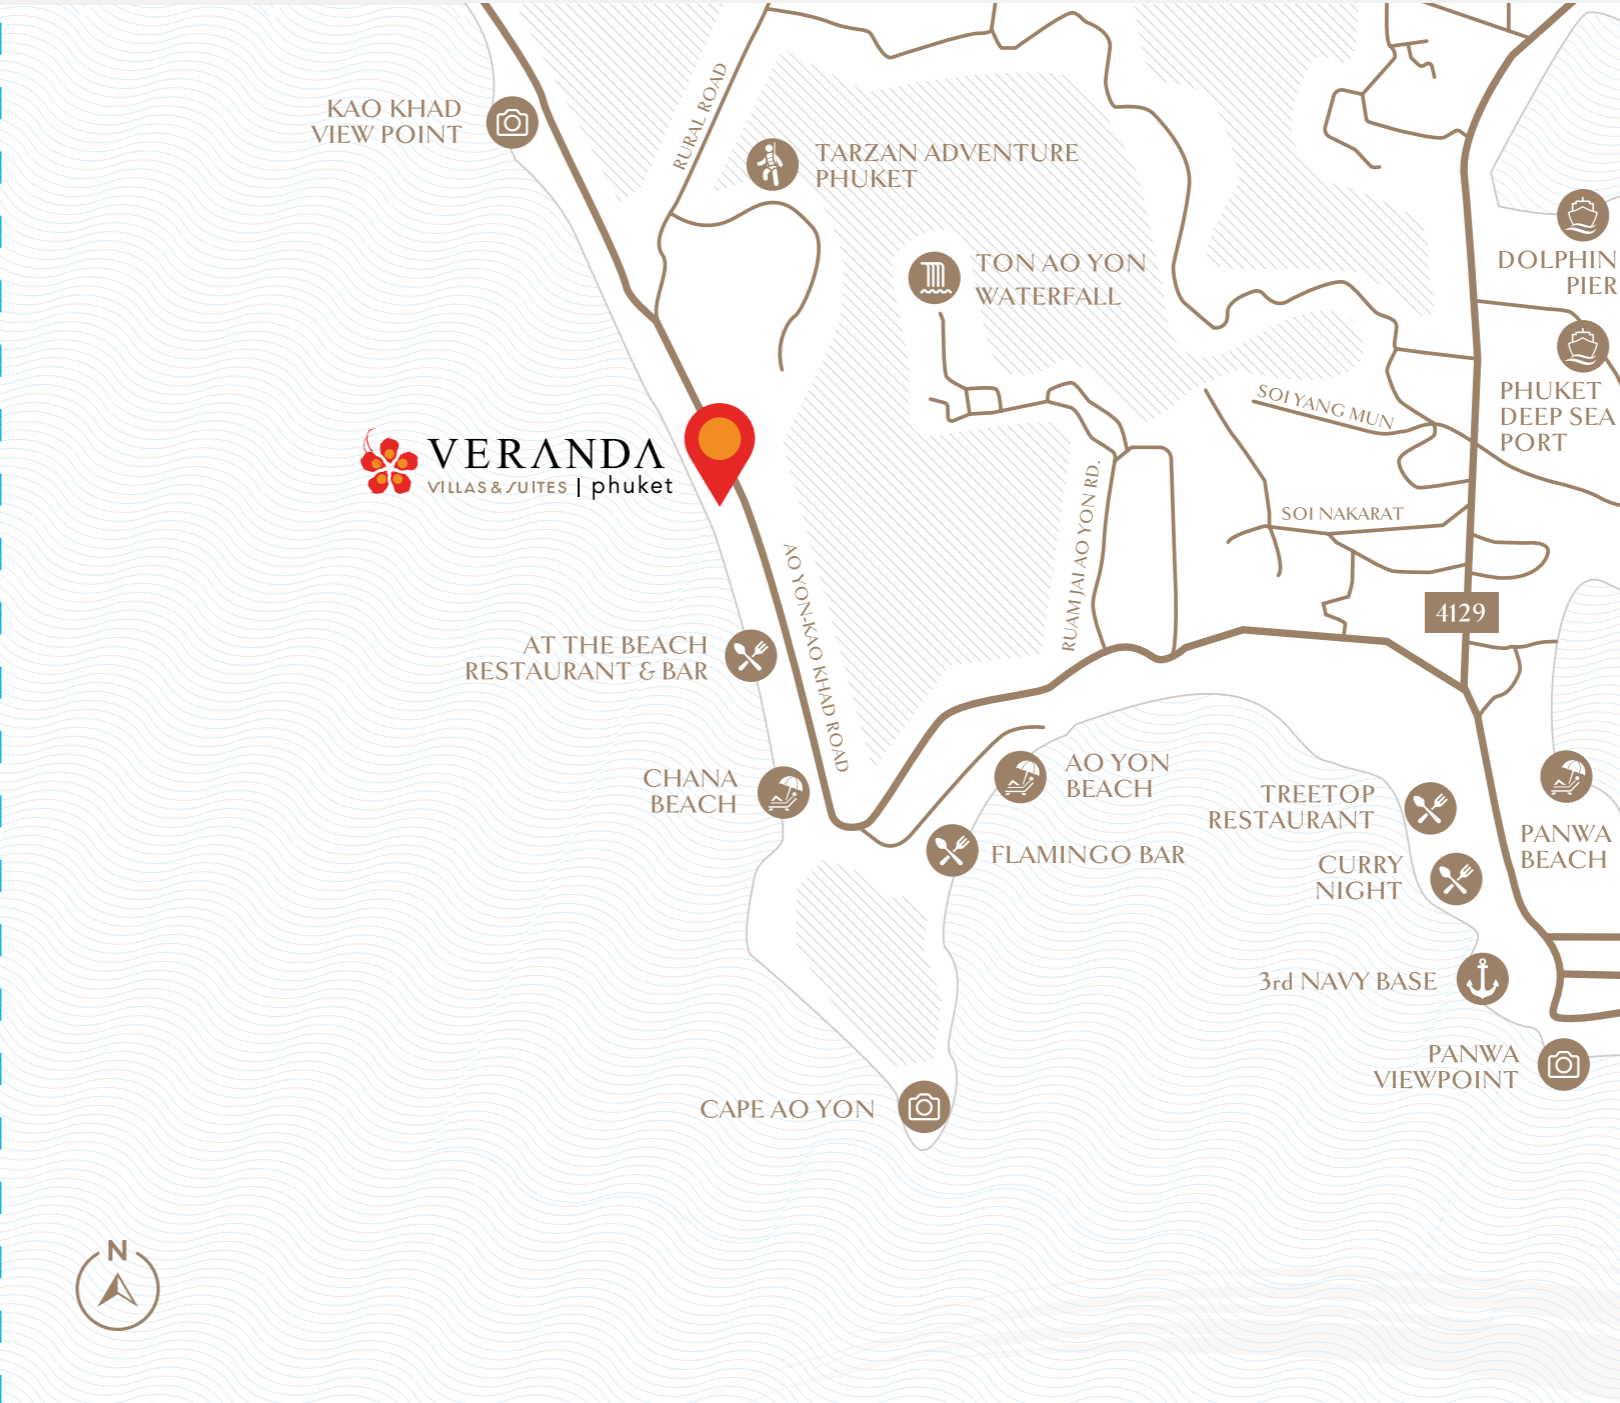 KAO KHAD
VIEW POINT
RURAL ROAD
TARZAN ADVENTURE
PHUKET
TON AO YON
WATERFALL
DOLPHIN
PIER
PHUKET
DEEP SEA
PORT
SOI YANG MUN
VERANDA
VILLAS & SUITES | phuket
SOI NAKARAT
RUAM JAI AO YON RD.
AO YON-KAO KHAD ROAD
4129
AT THE BEACH
RESTAURANT & BAR
CHANA
BEACH
AO YON
BEACH
TREETOP
RESTAURANT
FLAMINGO BAR
CURRY
NIGHT
PANWA
BEACH
3rd NAVY BASE
PANWA
VIEWPOINT
CAPE AO YON
N